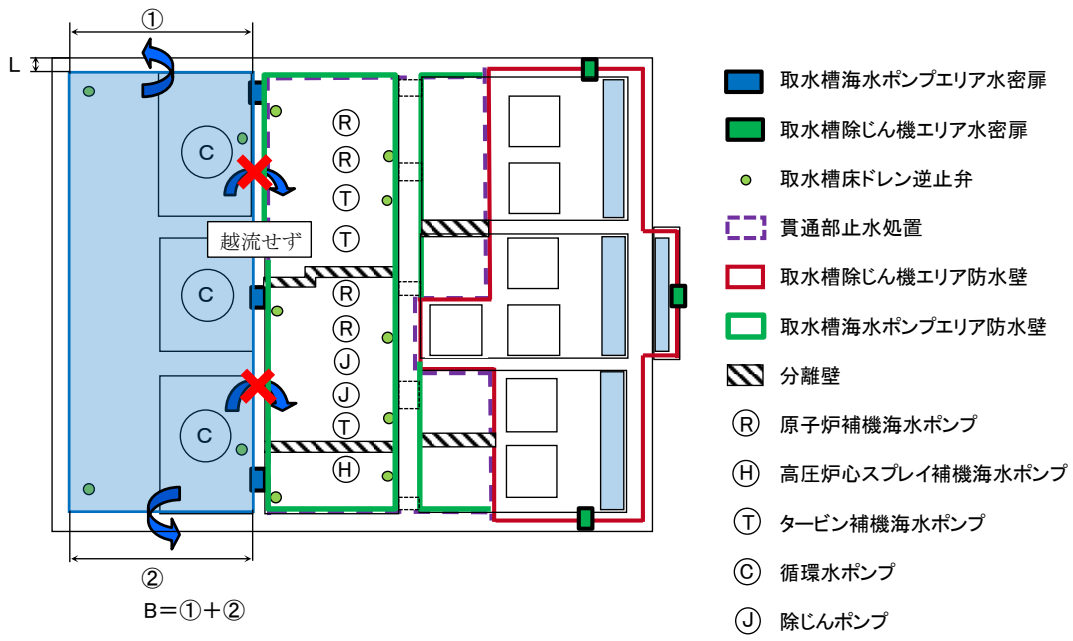 ①
L
C
C
C
越流せず
R
R
T
T
R
R
J
J
T
H
②
B＝①＋②
取水槽海水ポンプエリア水密扉
取水槽除じん機エリア水密扉
取水槽床ドレン逆止弁
貫通部止水処置
取水槽除じん機エリア防水壁
取水槽海水ポンプエリア防水壁
分離壁
R 原子炉補機海水ポンプ
H 高圧炉心スプレイ補機海水ポンプ
T タービン補機海水ポンプ
C 循環水ポンプ
J 除じんポンプ